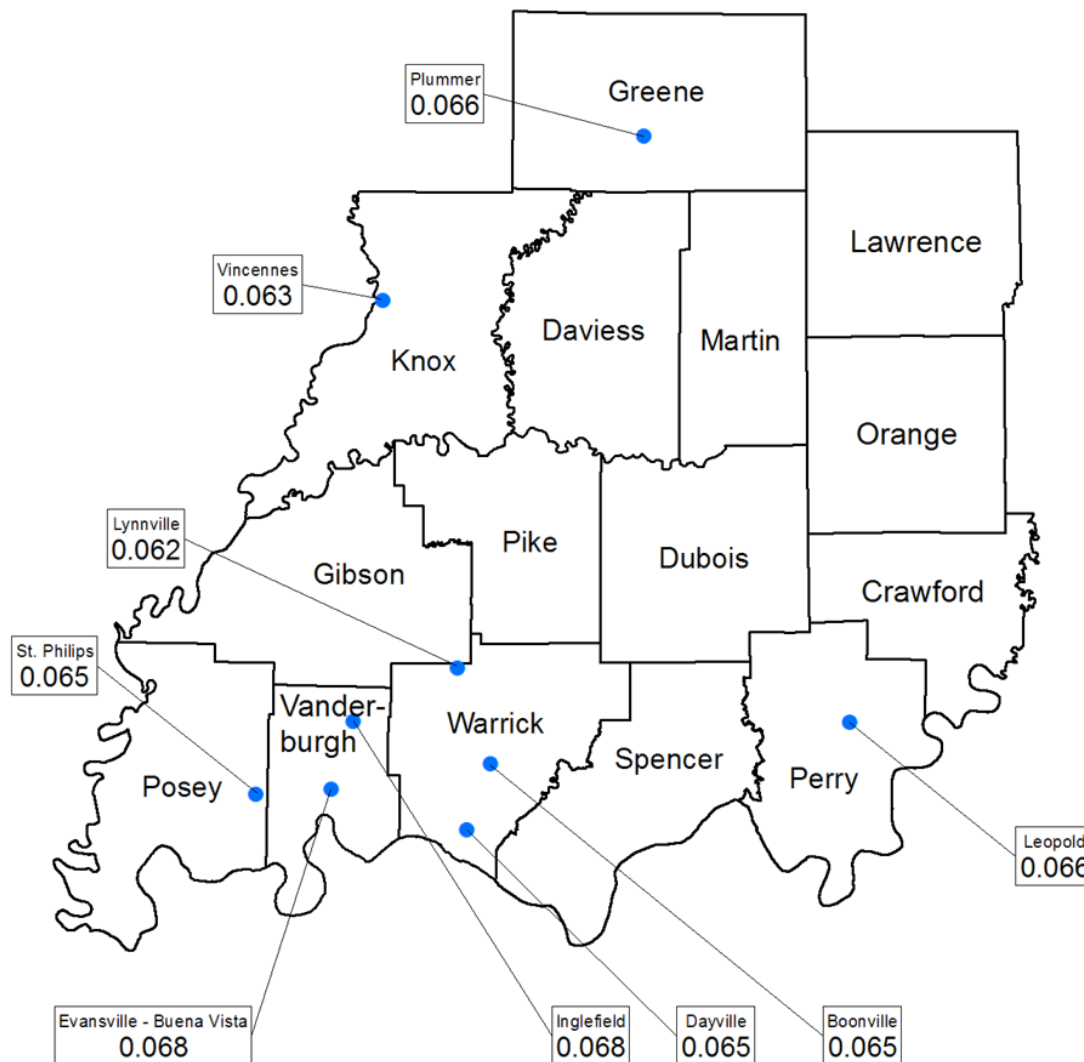 Plummer
0.066
Greene
Lawrence
Vincennes
0.063
Daviess
Martin
Knox
Orange
Lynnville
0.062
Pike
Dubois
Gibson
Crawford
St. Philips
0.065
Vander-
burgh
Warrick
Spencer
Posey
Perry
Leopold
0.066
Evansville - Buena Vista
0.068
Inglefield
0.068
Dayville
0.065
Boonville
0.065